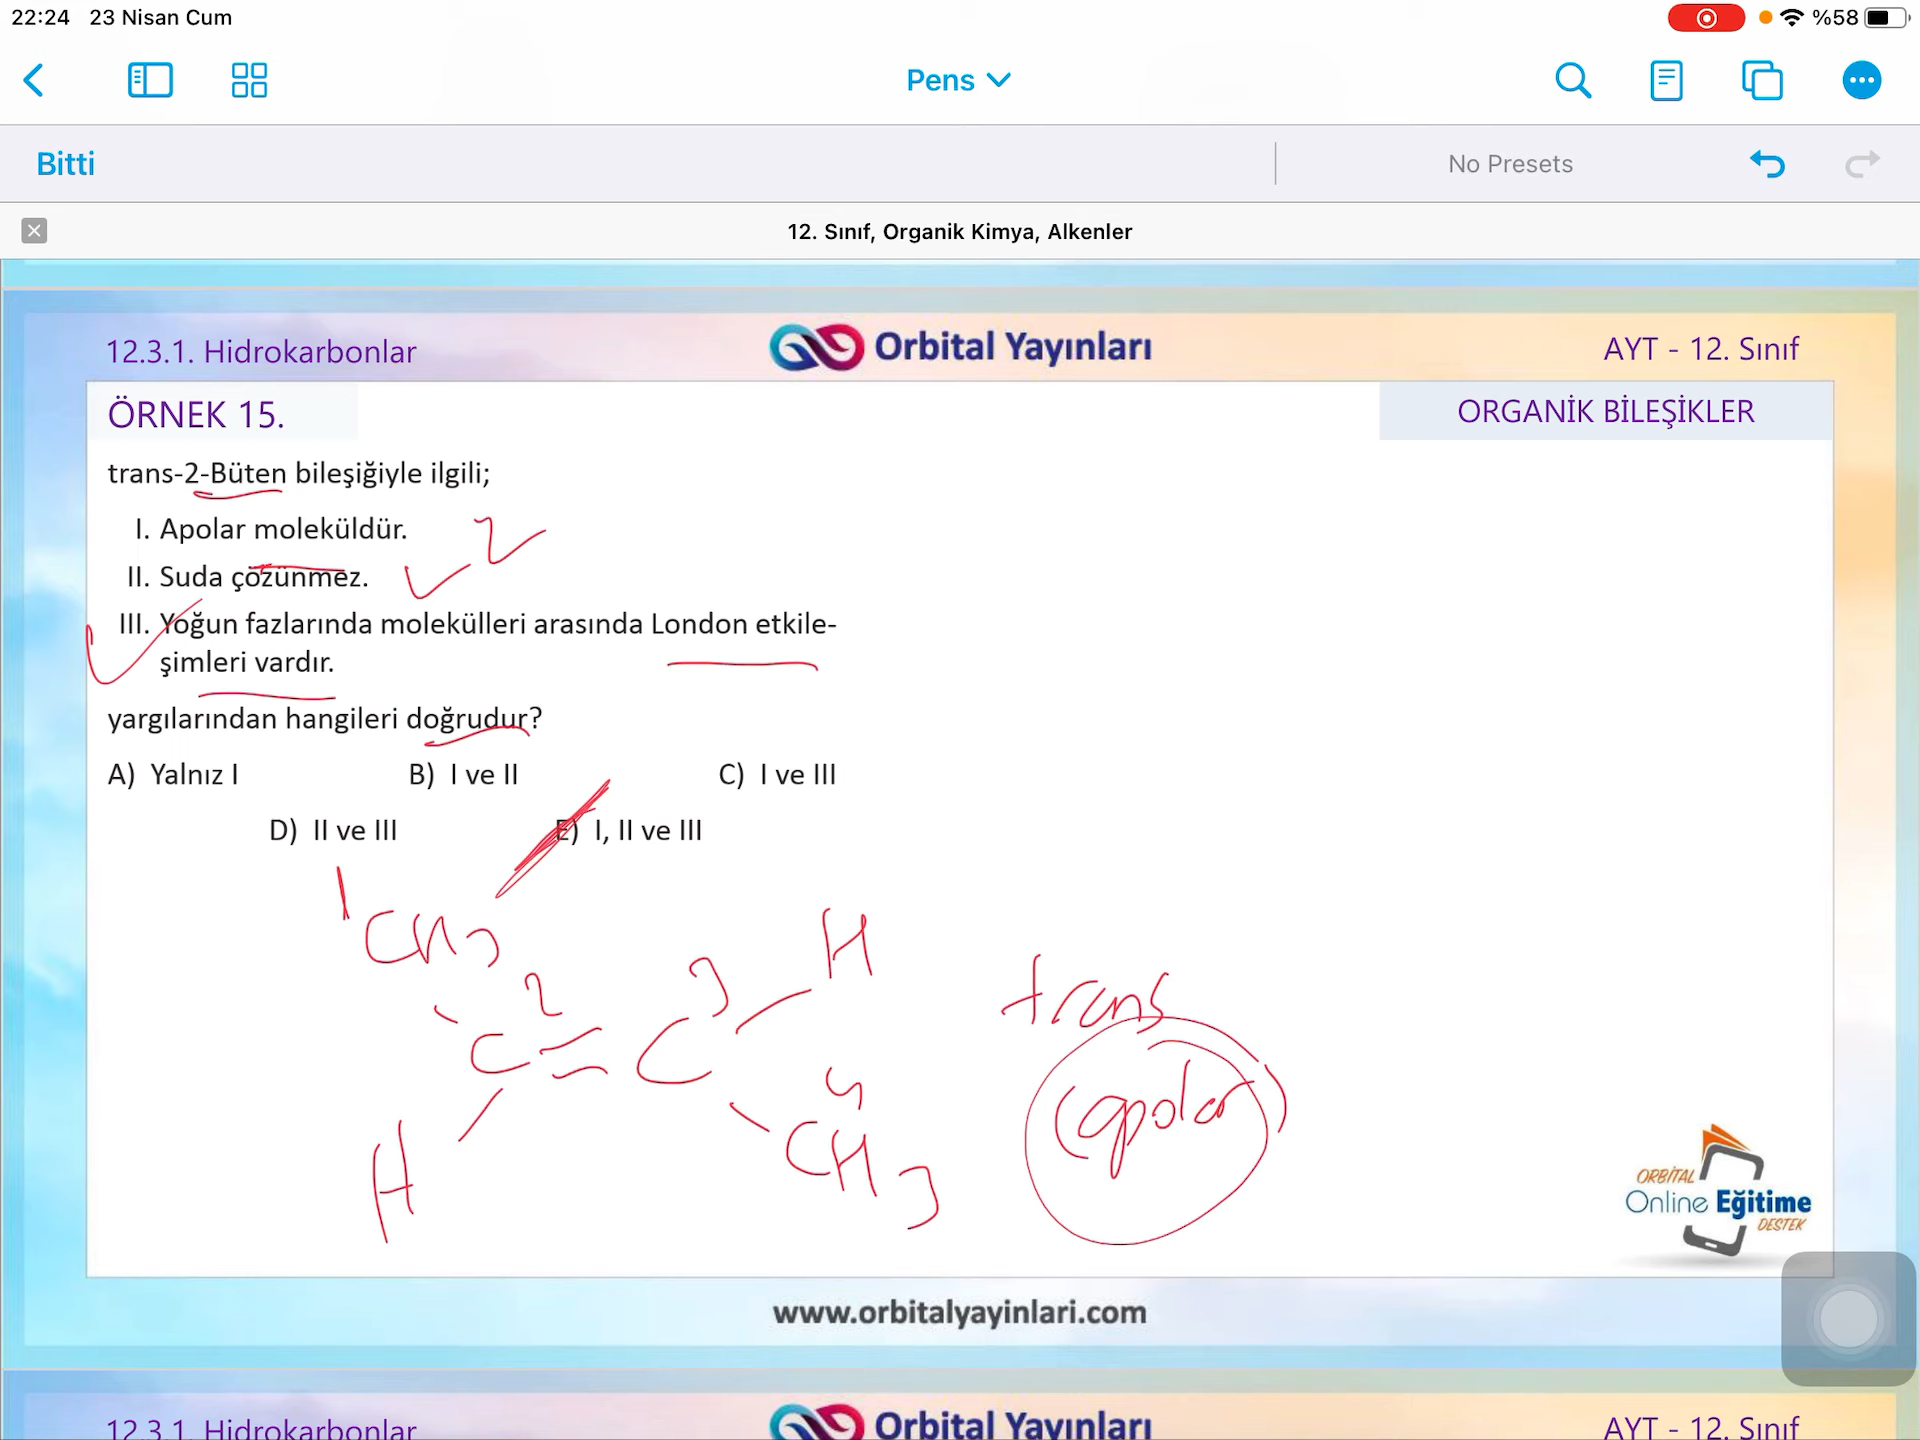 22:24 23 Nisan Cum
%58
Pens
Bitti
No Presets
12. Sınıf, Organik Kimya, Alkenler
12.3.1. Hidrokarbonlar
Orbital Yayınları
AYT - 12. Sınıf
ÖRNEK 15.
ORGANİK BİLEŞİKLER
trans-2-Büten bileşiğiyle ilgili;
I. Apolar moleküldür.
II. Suda çözünmez.
III. Yoğun fazlarında molekülleri arasında London etkile-
şimleri vardır.
yargılarından hangileri doğrudur?
A) Yalnız I
B) I ve II
C) I ve III
D) II ve III
E) I, II ve III
1
CH3
2
3
H
C = C
trans
(apolar)
H
4
CH3
ORBİTAL
Online Eğitime
DESTEK
www.orbitalyayinlari.com
12.3.1. Hidrokarbonlar
Orbital Yayınları
AYT - 12. Sınıf